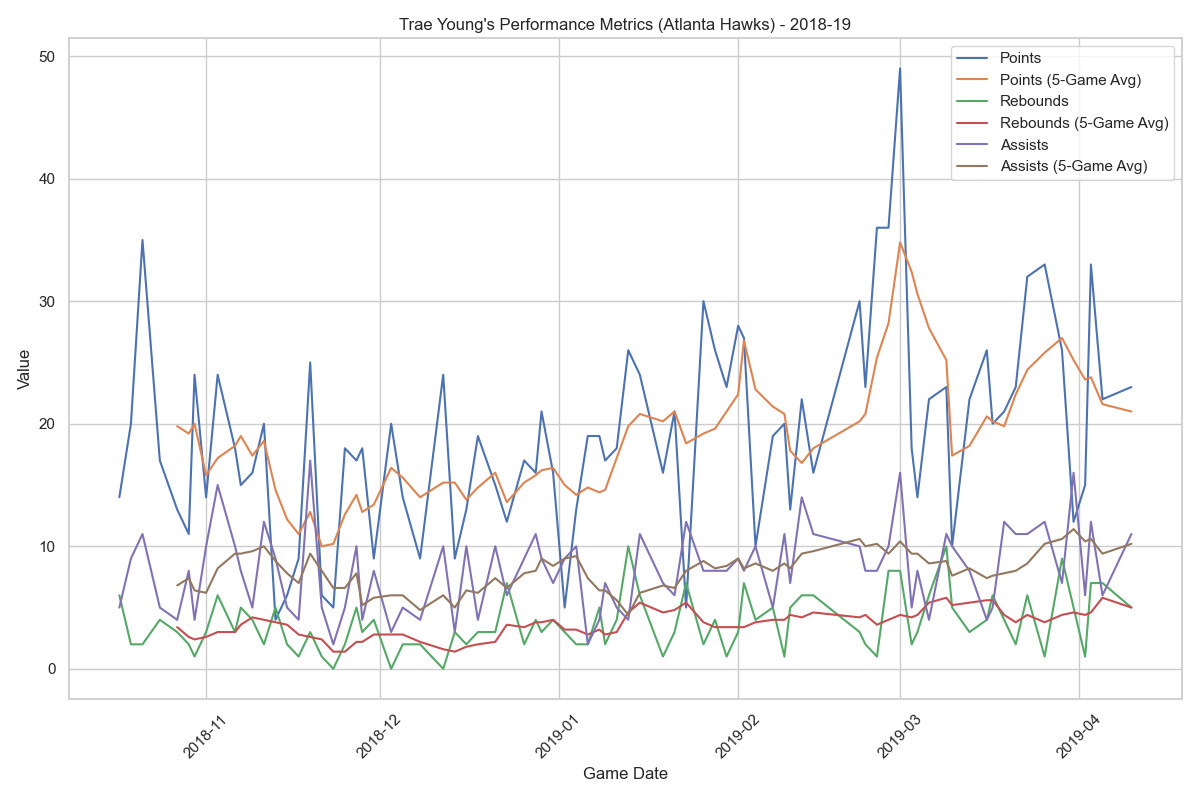 Trae Young's Performance Metrics (Atlanta Hawks) - 2018-19
Points
Points (5-Game Avg)
Rebounds
Rebounds (5-Game Avg)
Assists
Assists (5-Game Avg)
Value
50
40
30
20
10
0
2018-11
2018-12
2019-01
2019-02
2019-03
2019-04
Game Date